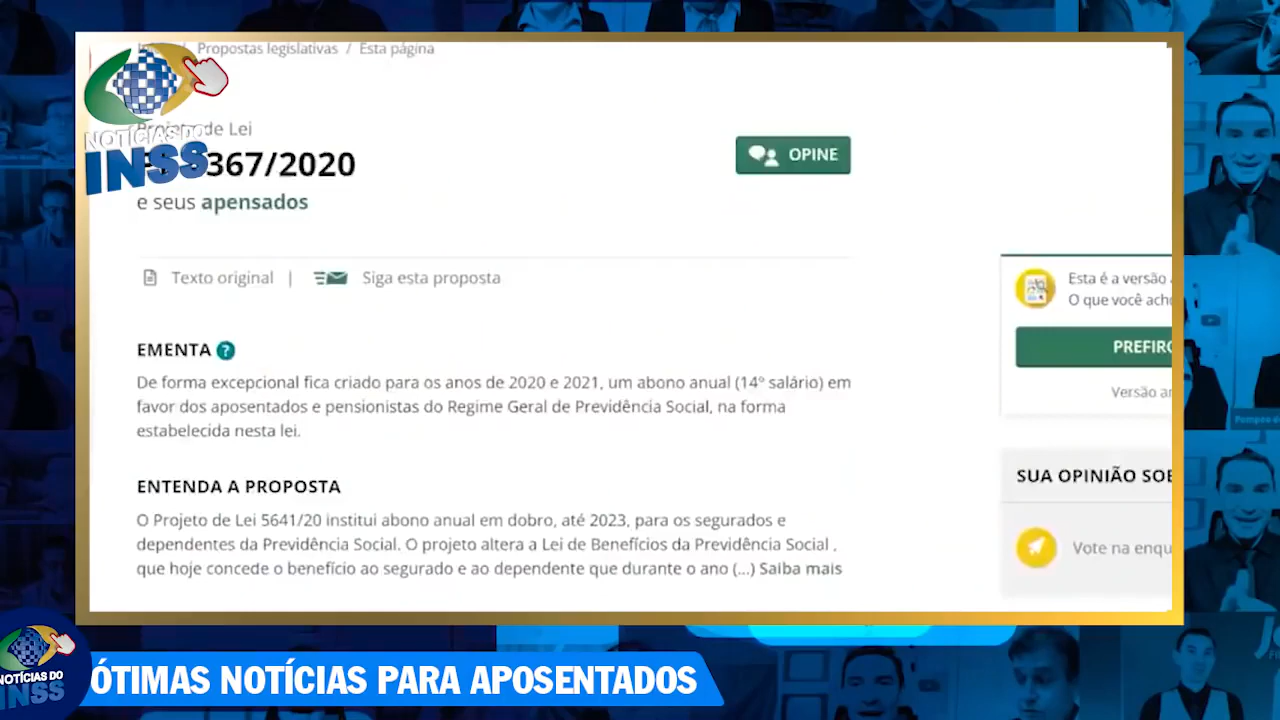 Propostas legislativas / Esta página
de Lei
NOTÍCIAS DO
INSS
367/2020
OPINE
e seus apensados
Texto original | Siga esta proposta
Esta é a versão
O que você
PREFIRO
Versão
EMENTA ?
De forma excepcional fica criado para os anos de 2020 e 2021, um abono anual (14º salário) em
favor dos aposentados e pensionistas do Regime Geral de Previdência Social, na forma
estabelecida nesta lei.
ENTENDA A PROPOSTA
O Projeto de Lei 5641/20 institui abono anual em dobro, até 2023, para os segurados e
dependentes da Previdência Social. O projeto altera a Lei de Benefícios da Previdência Social ,
que hoje concede o benefício ao segurado e ao dependente que durante o ano (...) Saiba mais
SUA OPINIÃO
Vote na
NOTÍCIAS DO
INSS
ÓTIMAS NOTÍCIAS PARA APOSENTADOS